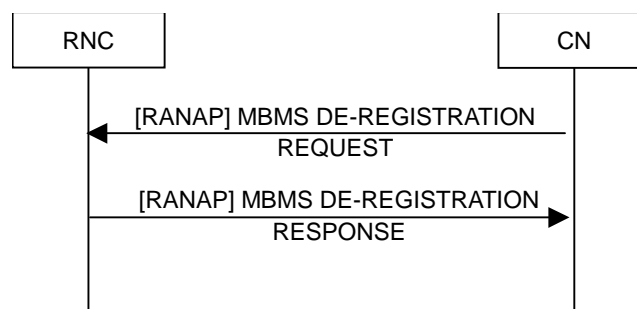 RNC
CN
[RANAP] MBMS DE-REGISTRATION
REQUEST
[RANAP] MBMS DE-REGISTRATION
RESPONSE